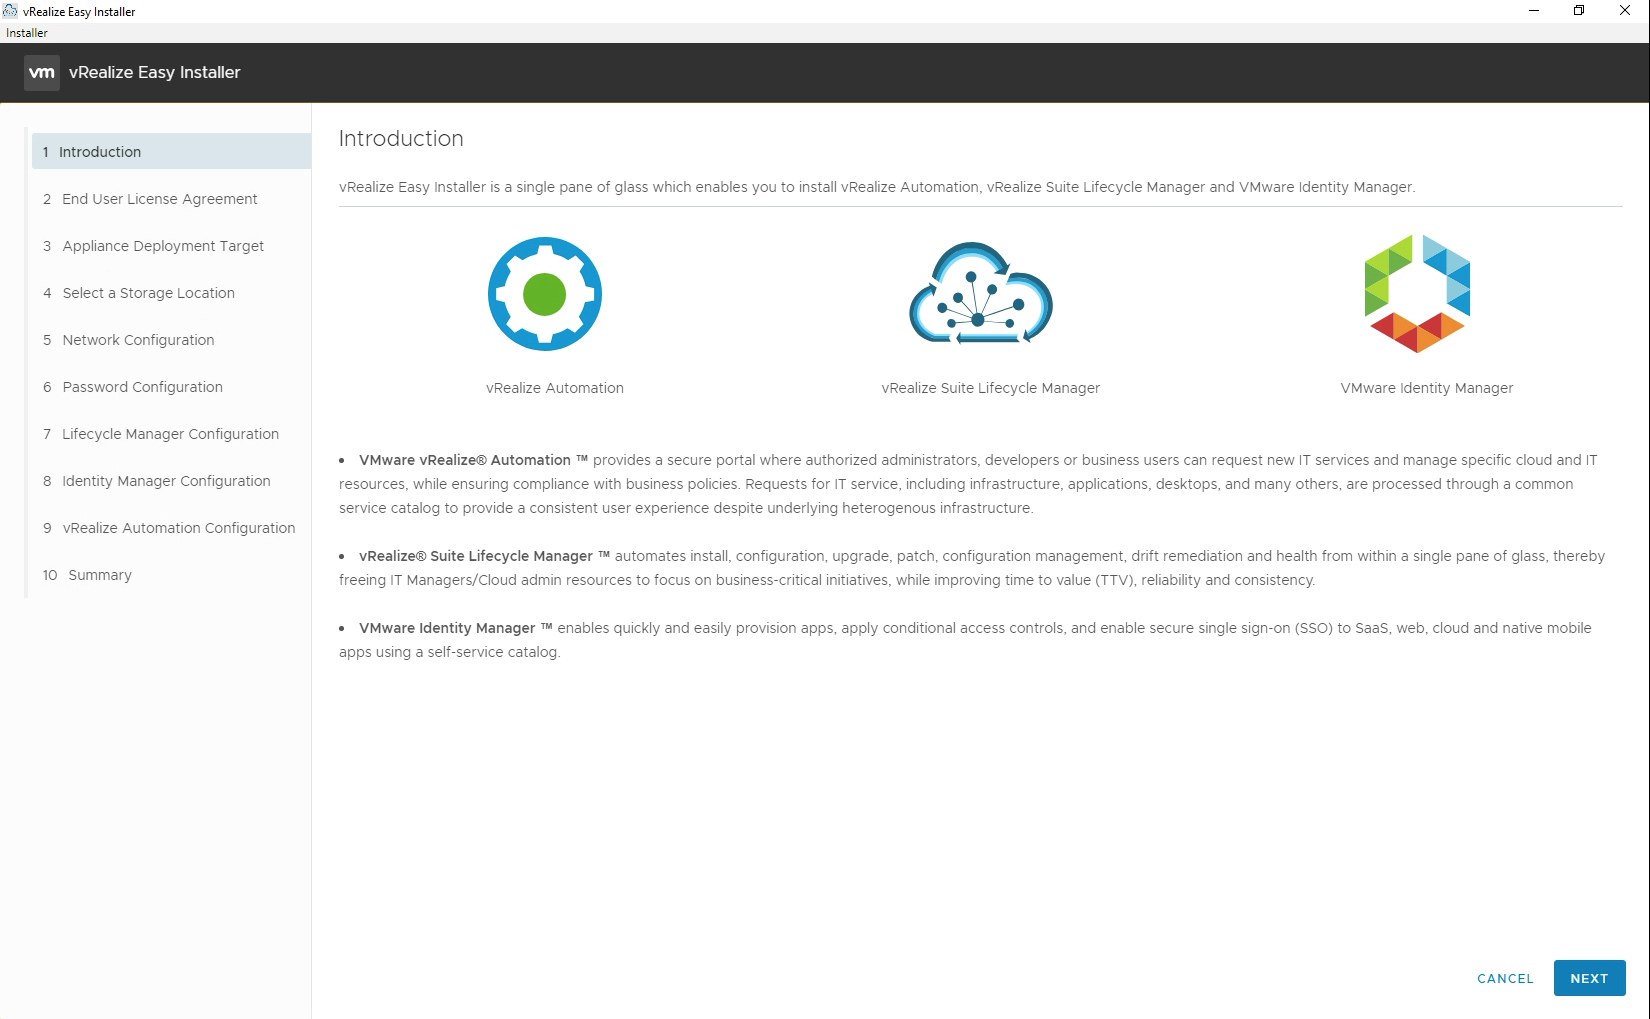 vRealize Easy Installer
Installer
vm vRealize Easy Installer
1 Introduction
2 End User License Agreement
3 Appliance Deployment Target
4 Select a Storage Location
5 Network Configuration
6 Password Configuration
7 Lifecycle Manager Configuration
8 Identity Manager Configuration
9 vRealize Automation Configuration
10 Summary
Introduction
vRealize Easy Installer is a single pane of glass which enables you to install vRealize Automation, vRealize Suite Lifecycle Manager and VMware Identity Manager.
vRealize Automation
vRealize Suite Lifecycle Manager
VMware Identity Manager
• VMware vRealize® Automation ™ provides a secure portal where authorized administrators, developers or business users can request new IT services and manage specific cloud and IT
resources, while ensuring compliance with business policies. Requests for IT service, including infrastructure, applications, desktops, and many others, are processed through a common
service catalog to provide a consistent user experience despite underlying heterogenous infrastructure.
• vRealize® Suite Lifecycle Manager ™ automates install, configuration, upgrade, patch, configuration management, drift remediation and health from within a single pane of glass, thereby
freeing IT Managers/Cloud admin resources to focus on business-critical initiatives, while improving time to value (TTV), reliability and consistency.
• VMware Identity Manager ™ enables quickly and easily provision apps, apply conditional access controls, and enable secure single sign-on (SSO) to SaaS, web, cloud and native mobile
apps using a self-service catalog.
CANCEL
NEXT